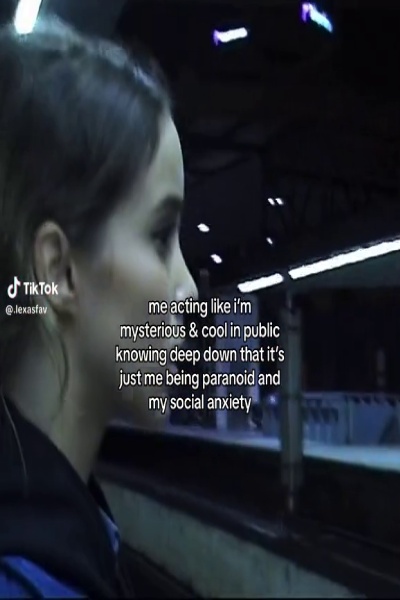 TikTok
@.lexasfav
me acting like i'm
mysterious & cool in public
knowing deep down that it's
just me being paranoid and
my social anxiety